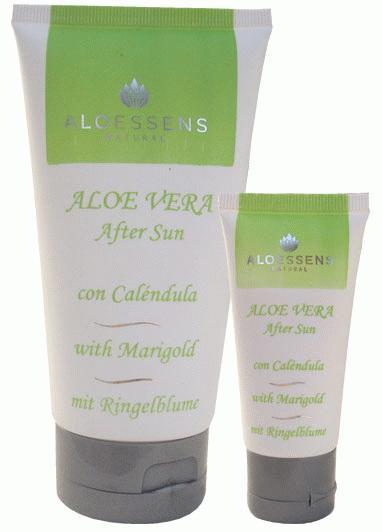 ALOESSENS
NATURAL
ALOE VERA
After Sun
con Caléndula
with Marigold
mit Ringelblume
ALOESSENS
NATURAL
ALOE VERA
After Sun
con Caléndula
with Marigold
mit Ringelblume